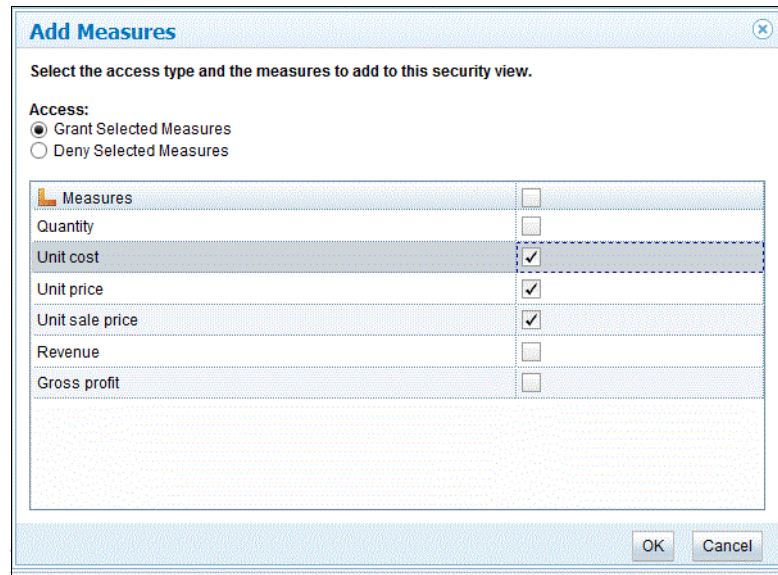 Add Measures
Select the access type and the measures to add to this security view.
Access:
Grant Selected Measures
Deny Selected Measures
Measures
Quantity
Unit cost
Unit price
Unit sale price
Revenue
Gross profit
OK Cancel